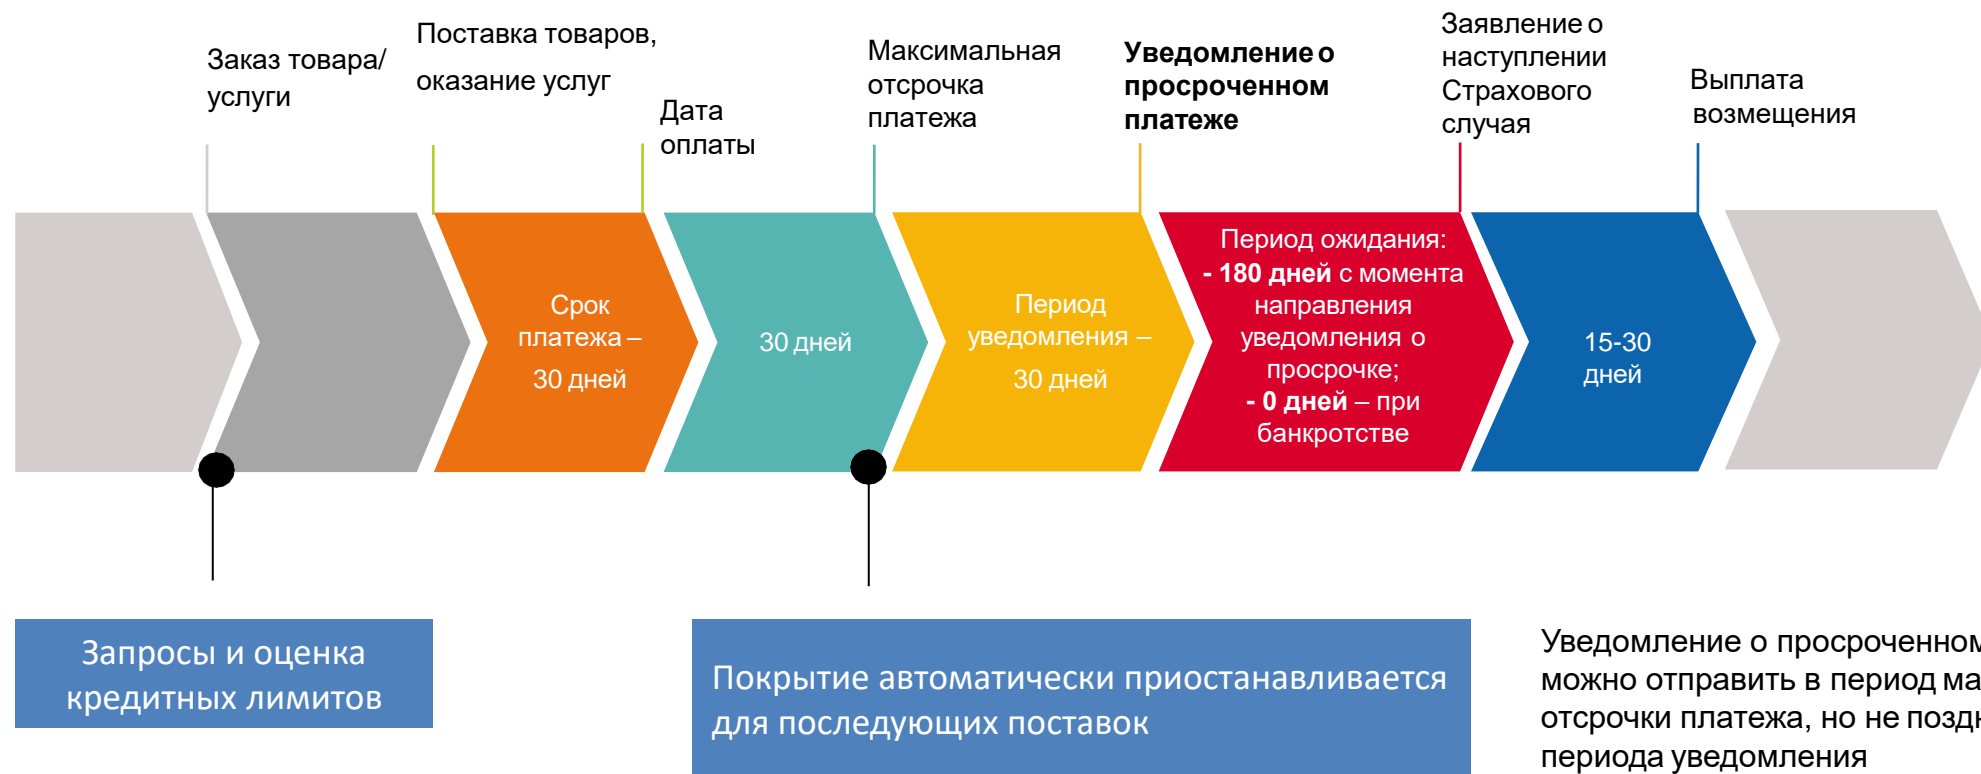 Заказ товара/
услуги
Поставка товаров,
оказание услуг
Дата
оплаты
Максимальная
отсрочка
платежа
Уведомление о
просроченном
платеже
Заявление о
наступлении
Страхового
случая
Выплата
возмещения
Срок
платежа –
30 дней
30 дней
Период
уведомления –
30 дней
Период ожидания:
- 180 дней с момента
направления
уведомления о
просрочке;
- 0 дней – при
банкротстве
15-30
дней
Запросы и оценка
кредитных лимитов
Покрытие автоматически приостанавливается
для последующих поставок
Уведомление о
можно отправить в период
отсрочки платежа, но не
периода уведомления